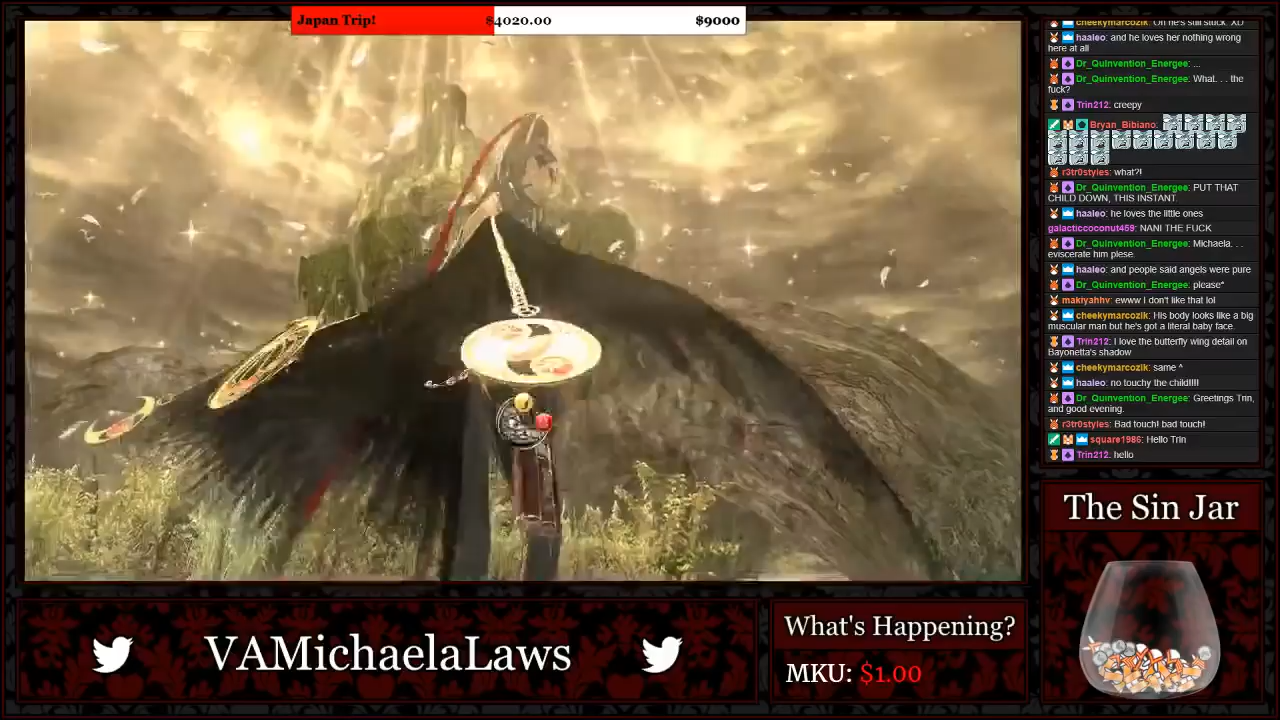 Japan Trip!
$4020.00
$9000
cheekymarcozik: Oh he's still stuck. XD
haaleo: and he loves her nothing wrong
here at all
Dr_Quinvention_Energee: ...
Dr_Quinvention_Energee: What. . . the
fuck?
Trin212: creepy
Bryan_Bibiano:
r3tr0styles: what?!
Dr_Quinvention_Energee: PUT THAT
CHILD DOWN, THIS INSTANT.
haaleo: he loves the little ones
galacticcoconut459: NANI THE FUCK
Dr_Quinvention_Energee: Michaela. . .
eviscerate him plese.
haaleo: and people said angels were pure
Dr_Quinvention_Energee: please*
makiyahhv: ewww I don't like that lol
cheekymarcozik: His body looks like a big
muscular man but he's got a literal baby face.
Trin212: I love the butterfly wing detail on
Bayonetta's shadow
cheekymarcozik: same ^
haaleo: no touchy the child!!!!
Dr_Quinvention_Energee: Greetings Trin,
and good evening.
r3tr0styles: Bad touch! bad touch!
square1986: Hello Trin
Trin212: hello
The Sin Jar
VAMichaelaLaws
What's Happening?
MKU: $1.00